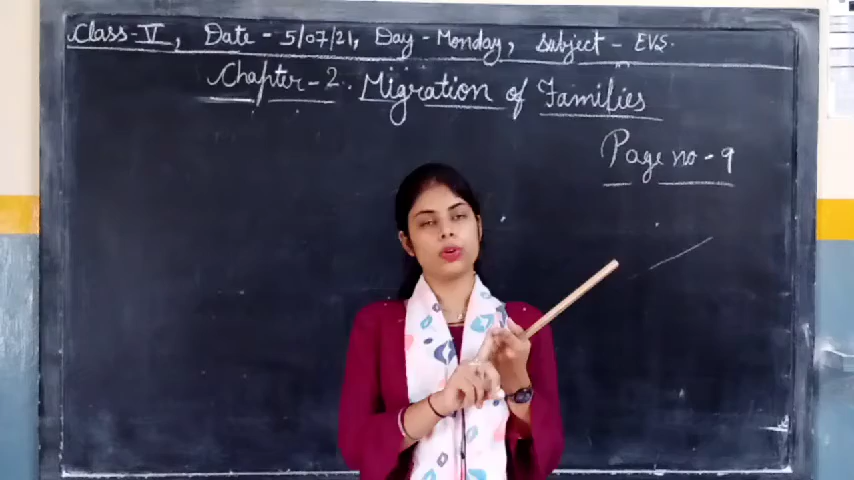 Class-V, Date - 5/07/21, Day - Monday, Subject - EVS.
Chapter-2. Migration of Families
Page no - 9